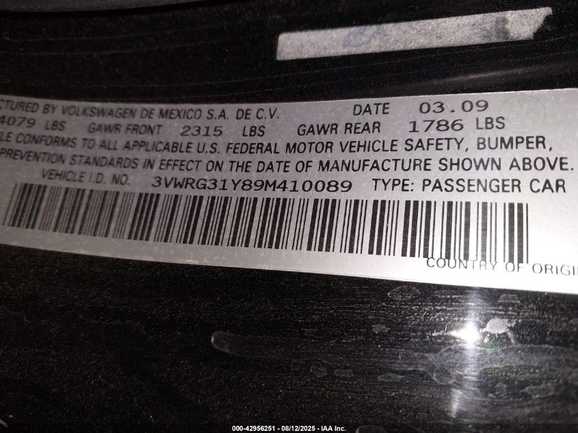 CTURED BY VOLKSWAGEN DE MEXICO S.A. DE C.V. DATE 03.09
4079 LBS GAWR FRONT 2315 LBS GAWR REAR 1786 LBS
LE CONFORMS TO ALL APPLICABLE U.S. FEDERAL MOTOR VEHICLE SAFETY, BUMPER,
PREVENTION STANDARDS IN EFFECT ON THE DATE OF MANUFACTURE SHOWN ABOVE.
VEHICLE I.D. NO. 3VWRG31Y89M410089 TYPE: PASSENGER CAR
COUNTRY OF ORIGI
000-42956251 - 08/12/2025 - IAA Inc.